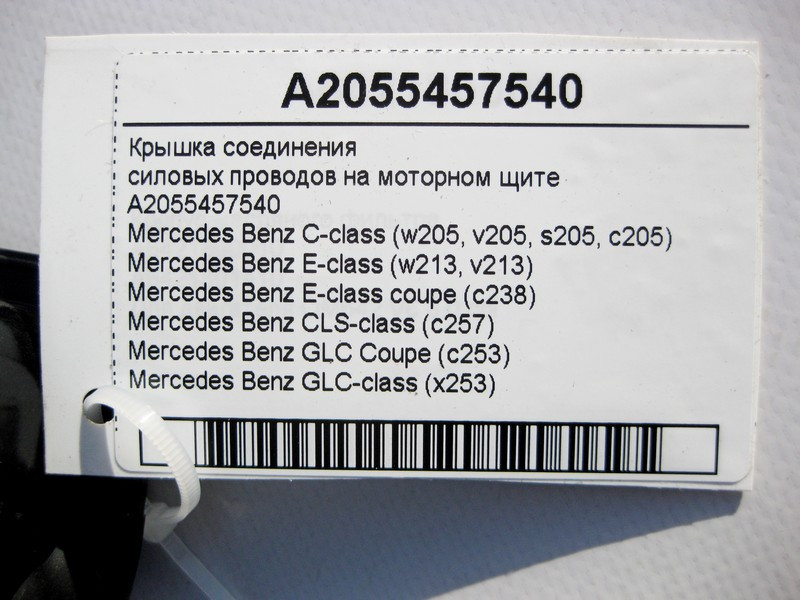 A2055457540
Крышка соединения
силовых проводов на моторном щите
A2055457540
Mercedes Benz C-class (w205, v205, s205, c205)
Mercedes Benz E-class (w213, v213)
Mercedes Benz E-class coupe (c238)
Mercedes Benz CLS-class (c257)
Mercedes Benz GLC Coupe (c253)
Mercedes Benz GLC-class (x253)